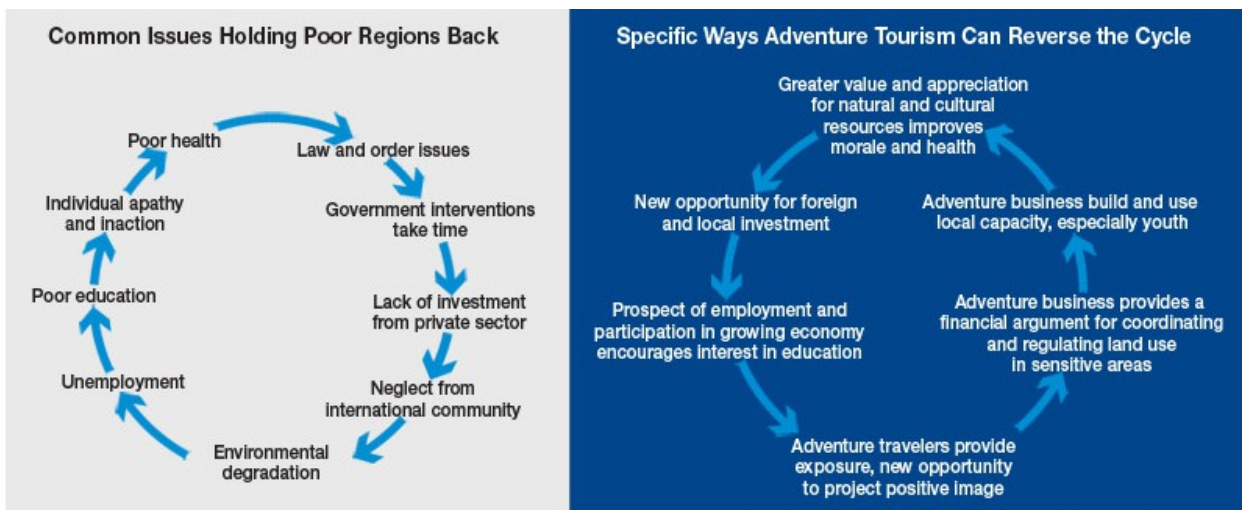 Common Issues Holding Poor Regions Back
Poor health
Law and order issues
Government interventions
take time
Lack of investment
from private sector
Neglect from
international community
Environmental
degradation
Unemployment
Poor education
Individual apathy
and inaction
Specific Ways Adventure Tourism Can Reverse the Cycle
Greater value and appreciation
for natural and cultural
resources improves
morale and health
New opportunity for foreign
and local investment
Prospect of employment and
participation in growing economy
encourages interest in education
Adventure travelers provide
exposure, new opportunity
to project positive image
Adventure business provides a
financial argument for coordinating
and regulating land use
in sensitive areas
Adventure business build and use
local capacity, especially youth